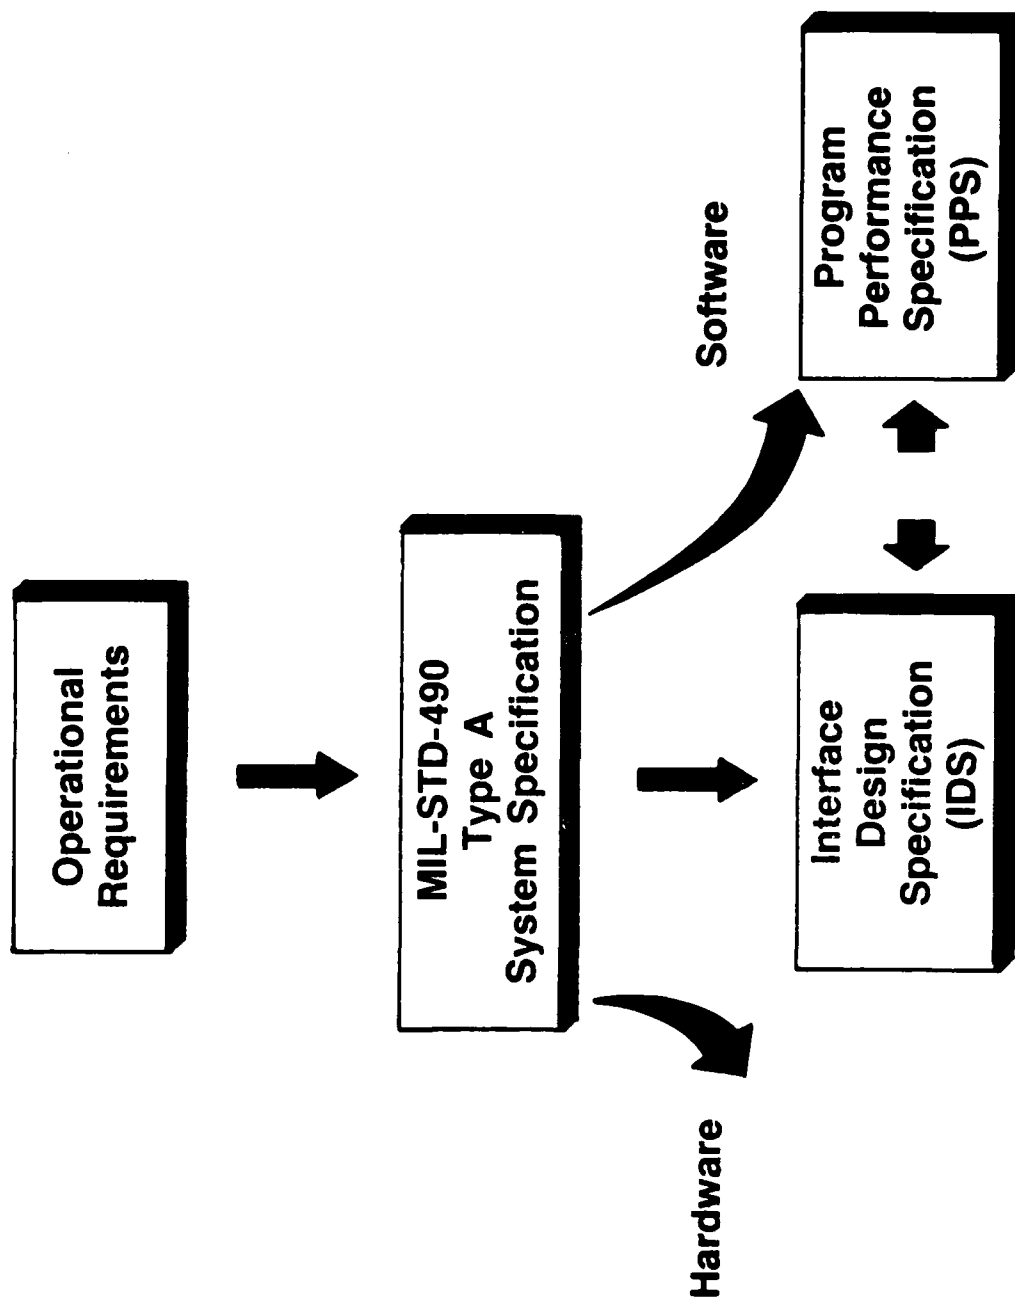 Operational
Requirements
MIL-STD-490
Type A
System Specification
Hardware
Software
Interface
Design
Specification
(IDS)
Program
Performance
Specification
(PPS)